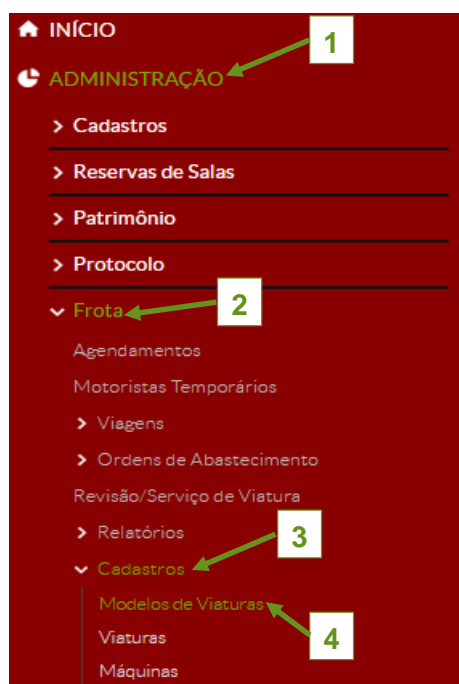 INÍCIO
1
ADMINISTRAÇÃO
Cadastros
Reservas de Salas
Patrimônio
Protocolo
Frota
2
Agendamentos
Motoristas Temporários
Viagens
Ordens de Abastecimento
Revisão/Serviço de Viatura
Relatórios
3
Cadastros
Modelos de Viaturas
Viaturas
4
Máquinas